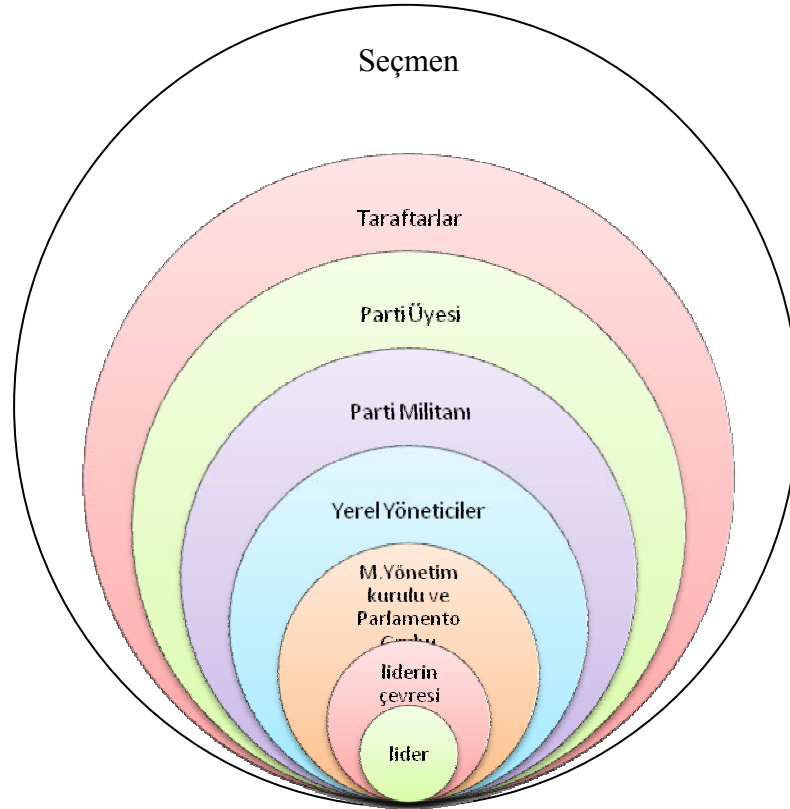 Seçmen
Taraftarlar
Parti Üyesi
Parti Militanı
Yerel Yöneticiler
M.Yönetim
kurulu ve
Parlamento
liderin
çevresi
lider